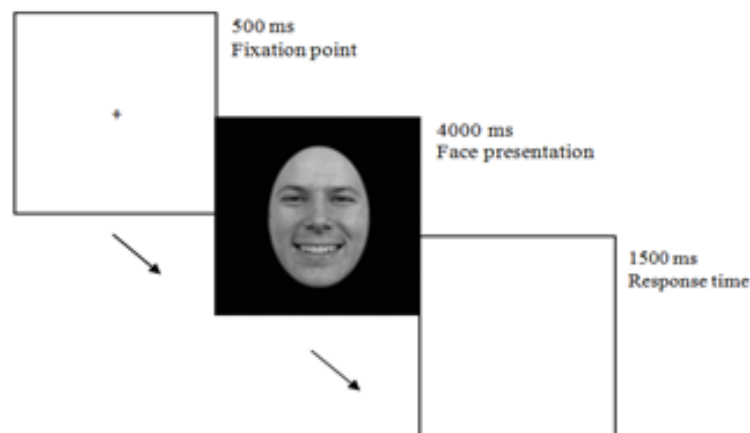 500 ms
Fixation point
4000 ms
Face presentation
1500 ms
Response time